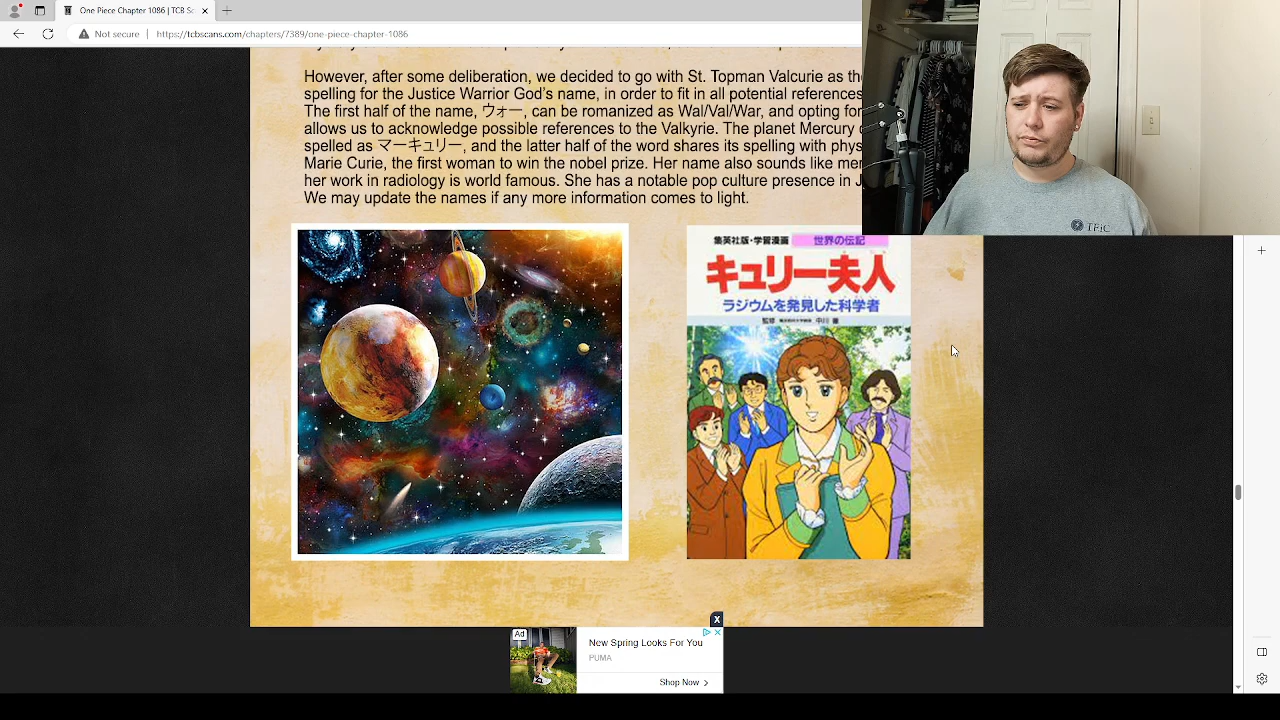 One Piece Chapter 1086 | TCB Sc
Not secure
https://tcbscans.com/chapters/7389/one-piece-chapter-1086
However, after some deliberation, we decided to go with St. Topman Valcurie as the
spelling for the Justice Warrior God's name, in order to fit in all potential references
The first half of the name, ウォー, can be romanized as Wal/Val/War, and opting for
allows us to acknowledge possible references to the Valkyrie. The planet Mercury
spelled as マーキュリー, and the latter half of the word shares its spelling with phys
Marie Curie, the first woman to win the nobel prize. Her name also sounds like mer
her work in radiology is world famous. She has a notable pop culture presence in J
We may update the names if any more information comes to light.
集英社版・学習漫画 世界の伝記
キュリー夫人
ラジウムを発見した科学者
TFiC
X
Ad
New Spring Looks For You
PUMA
Shop Now